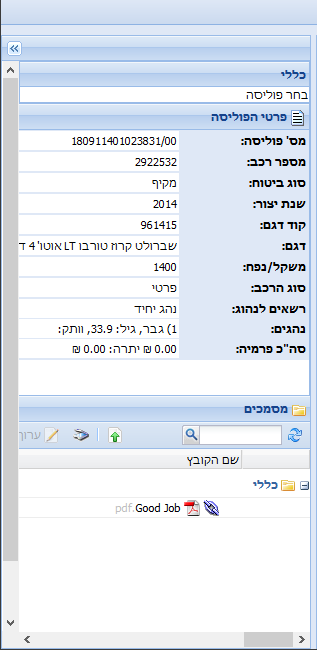 כללי
בחר פוליסה
פרטי הפוליסה
מס' פוליסה: 180911401023831/00
מספר רכב: 2922532
סוג ביטוח: מקיף
שנת יצור: 2014
קוד דגם: 961415
דגם: שברולט קרוז טורבו LT אוטו' 4 ד
משקל/נפח: 1400
סוג הרכב: פרטי
רשאים לנהוג: נהג יחיד
נהגים: 1) גבר, גיל: 33.9, וותק:
סה"כ פרמיה: 0.00 ₪ יתרה: 0.00 ₪
מסמכים
ערוך
שם הקובץ
כללי
Good Job.pdf